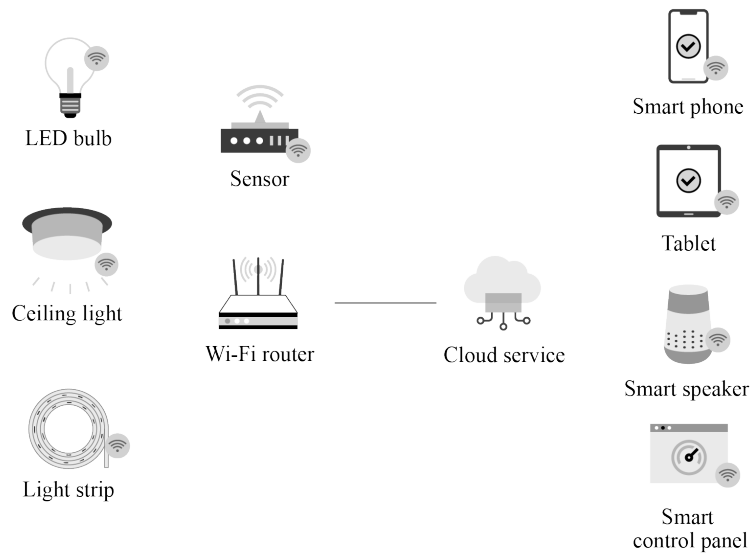 LED bulb
Sensor
Smart phone
Tablet
Ceiling light
Wi-Fi router
Cloud service
Smart speaker
Light strip
Smart
control panel